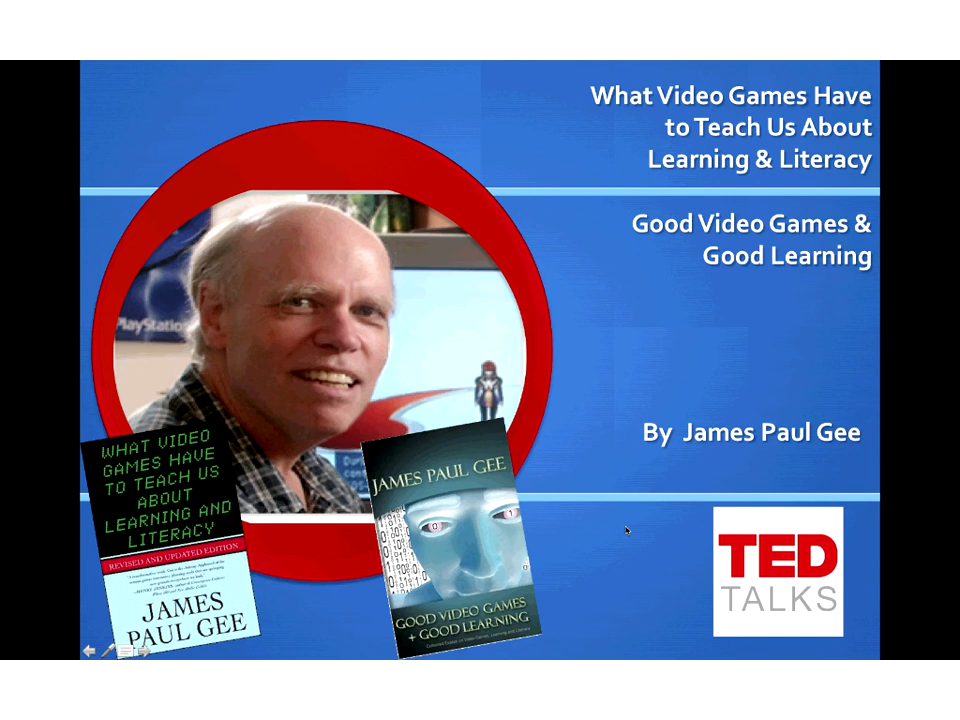 What Video Games Have
to Teach Us About
Learning & Literacy
Good Video Games &
Good Learning
By James Paul Gee
TED
TALKS
PlayStation
WHAT VIDEO
GAMES HAVE
TO TEACH US
ABOUT
LEARNING AND
LITERACY
REVISED AND UPDATED EDITION
JAMES
PAUL GEE
JAMES PAUL GEE
0
1
GOOD VIDEO GAMES
+ GOOD LEARNING